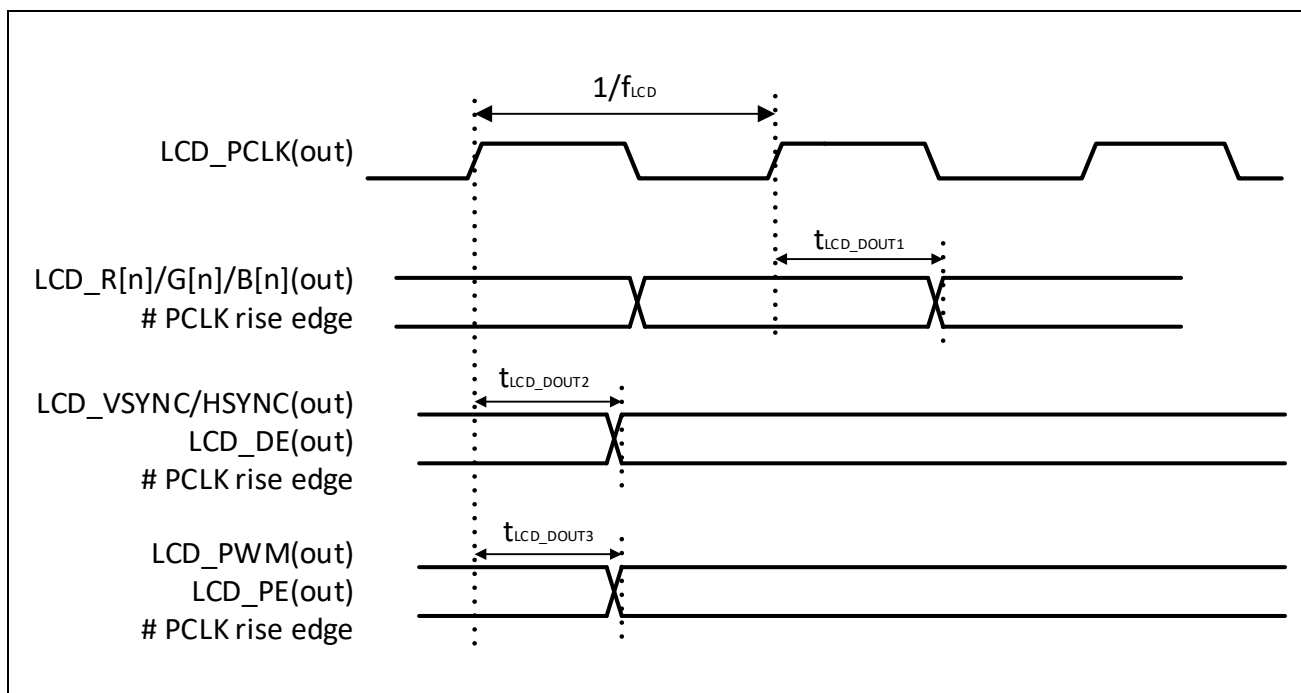 1/fLCD
LCD_PCLK(out)
tLCD_DOUT1
LCD_R[n]/G[n]/B[n](out)
# PCLK rise edge
tLCD_DOUT2
LCD_VSYNC/HSYNC(out)
LCD_DE(out)
# PCLK rise edge
tLCD_DOUT3
LCD_PWM(out)
LCD_PE(out)
# PCLK rise edge